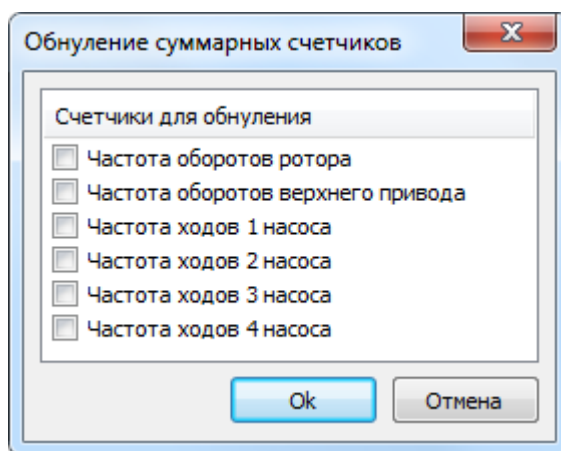 Обнуление суммарных счетчиков
Счетчики для обнуления
Частота оборотов ротора
Частота оборотов верхнего привода
Частота ходов 1 насоса
Частота ходов 2 насоса
Частота ходов 3 насоса
Частота ходов 4 насоса
Ok Отмена